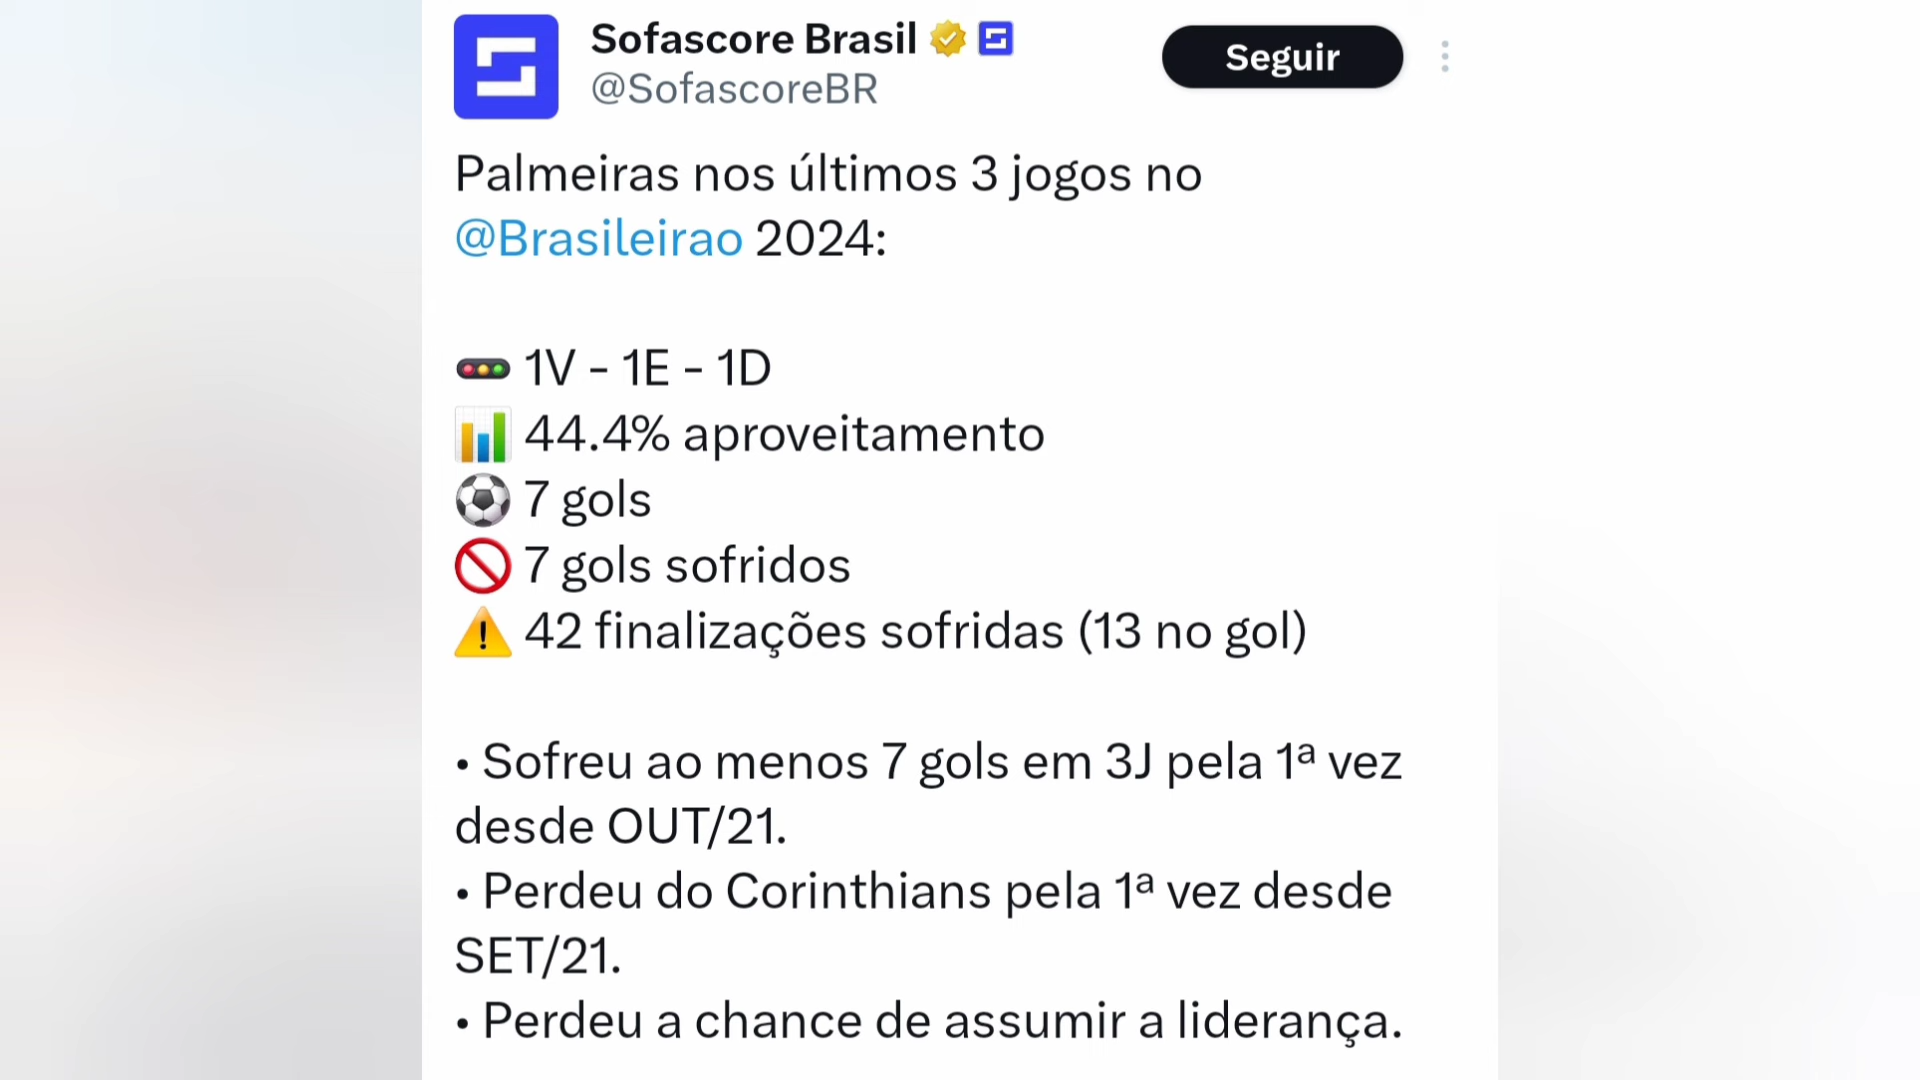 Sofascore Brasil
@SofascoreBR
Seguir
Palmeiras nos últimos 3 jogos no
@Brasileirao 2024:
1V - 1E - 1D
44.4% aproveitamento
7 gols
7 gols sofridos
42 finalizações sofridas (13 no gol)
• Sofreu ao menos 7 gols em 3J pela 1ª vez
desde OUT/21.
• Perdeu do Corinthians pela 1ª vez desde
SET/21.
• Perdeu a chance de assumir a liderança.